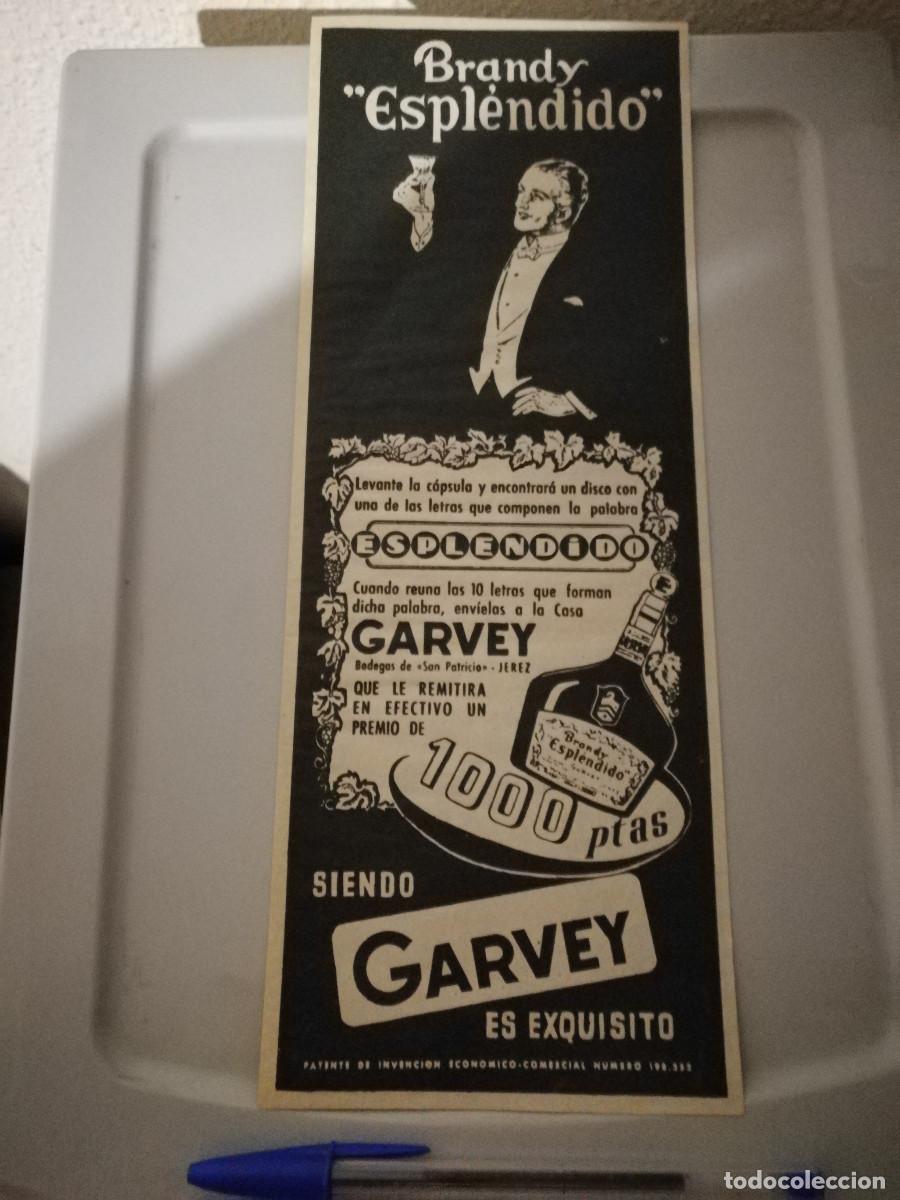 Brandy
"Espléndido"
Levante la cápsula y encontrará un disco con
una de las letras que componen la palabra
ESPLENDiDO
Cuando reuna las 10 letras que forman
dicha palabra, envíelas a la Casa
GARVEY
Bodegas de «San Patricio» - JEREZ
QUE LE REMITIRA
EN EFECTIVO UN
PREMIO DE
Brandy
"Espléndido"
1000 ptas
SIENDO
GARVEY
ES EXQUISITO
PATENTE DE INVENCION ECONOMICO-COMERCIAL NUMERO
todocoleccion